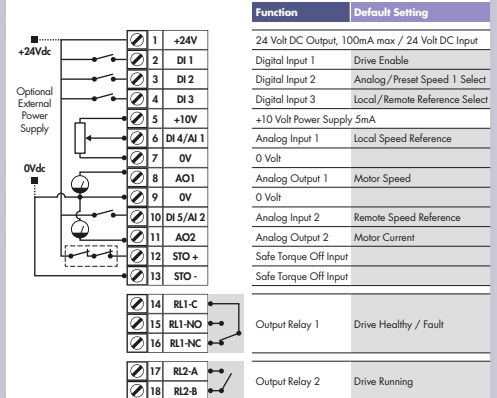 Function Default Setting
+24Vdc
Optional
External
Power
Supply
0Vdc
1 +24V 24 Volt DC Output, 100mA max / 24 Volt DC Input
2 DI 1 Digital Input 1 Drive Enable
3 DI 2 Digital Input 2 Analog/Preset Speed 1 Select
4 DI 3 Digital Input 3 Local/Remote Reference Select
5 +10V +10 Volt Power Supply 5mA
6 DI 4/AI 1 Analog Input 1 Local Speed Reference
7 0V 0 Volt
8 AO1 Analog Output 1 Motor Speed
9 0V 0 Volt
10 DI 5/AI 2 Analog Input 2 Remote Speed Reference
11 AO2 Analog Output 2 Motor Current
12 STO + Safe Torque Off Input
13 STO - Safe Torque Off Input
14 RL1-C
15 RL1-NO Output Relay 1 Drive Healthy / Fault
16 RL1-NC
17 RL2-A
Output Relay 2 Drive Running
18 RL2-B